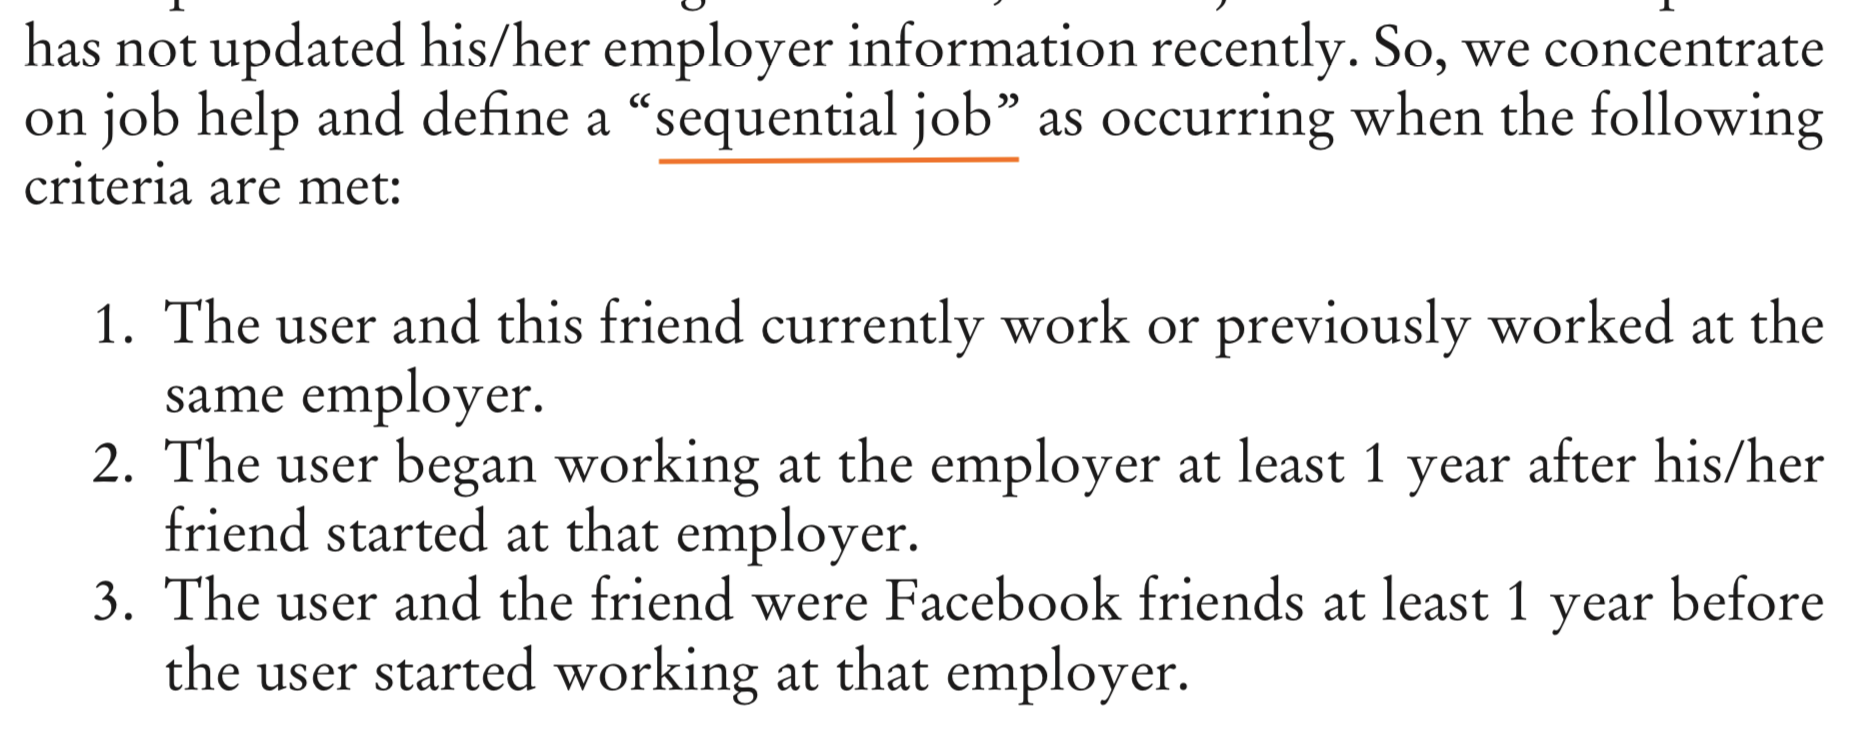 has not updated his/her employer information recently. So, we concentrate
on job help and define a “sequential job” as occurring when the following
criteria are met:
1. The user and this friend currently work or previously worked at the
same employer.
2. The user began working at the employer at least 1 year after his/her
friend started at that employer.
3. The user and the friend were Facebook friends at least 1 year before
the user started working at that employer.